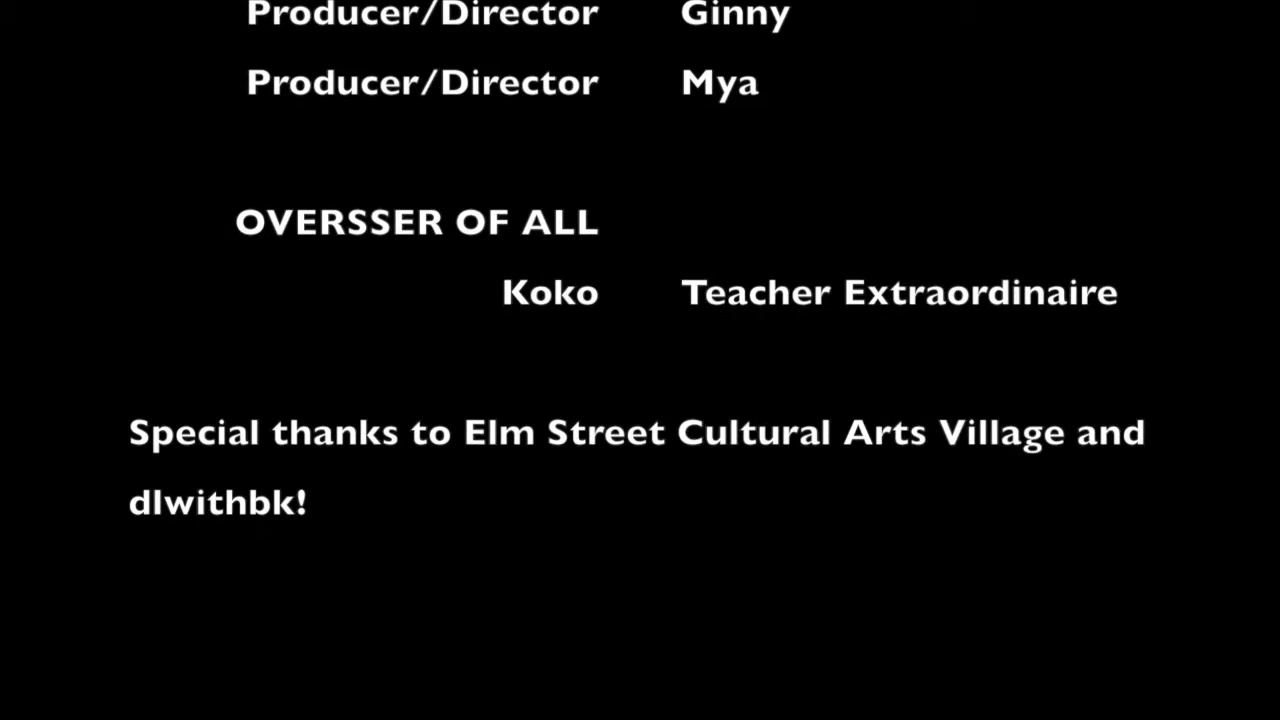 Producer/Director Ginny
Producer/Director Mya
OVERSSER OF ALL
Koko Teacher Extraordinaire
Special thanks to Elm Street Cultural Arts Village and
dlwithbk!